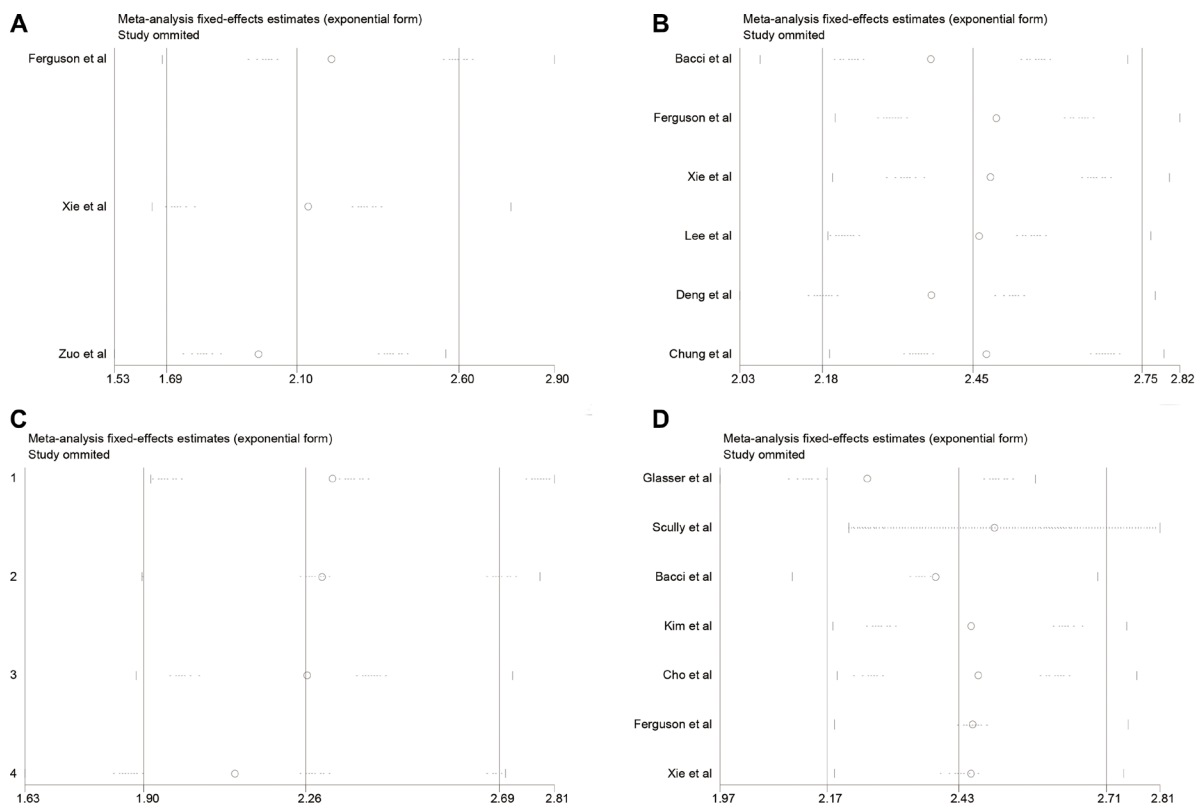 A
Meta-analysis fixed-effects estimates (exponential form)
Study ommited
Ferguson et al
Xie et al
Zuo et al
1.53 1.69 2.10 2.60 2.90
B
Meta-analysis fixed-effects estimates (exponential form)
Study ommited
Bacci et al
Ferguson et al
Xie et al
Lee et al
Deng et al
Chung et al
2.03 2.18 2.45 2.75 2.82
C
Meta-analysis fixed-effects estimates (exponential form)
Study ommited
1
2
3
4
1.63 1.90 2.26 2.69 2.81
D
Meta-analysis fixed-effects estimates (exponential form)
Study ommited
Glasser et al
Scully et al
Bacci et al
Kim et al
Cho et al
Ferguson et al
Xie et al
1.97 2.17 2.43 2.71 2.81